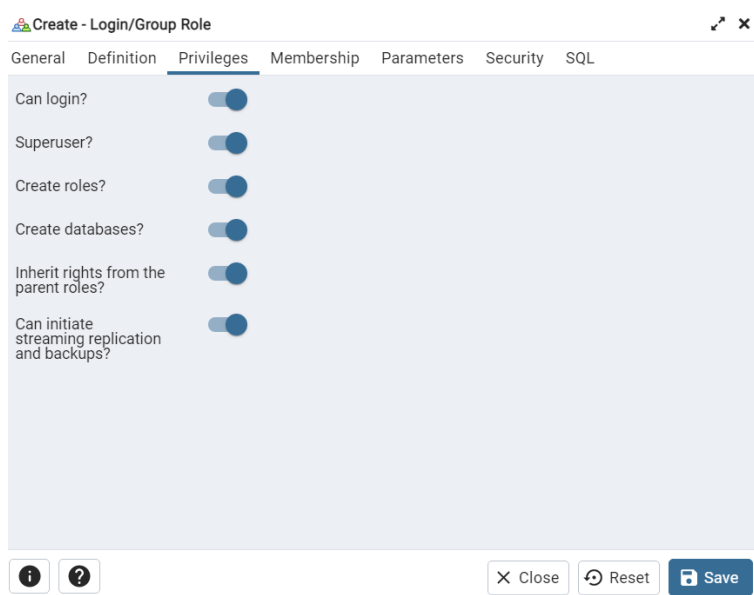 Create - Login/Group Role
General Definition Privileges Membership Parameters Security SQL
Can login?
Superuser?
Create roles?
Create databases?
Inherit rights from the
parent roles?
Can initiate
streaming replication
and backups?
Close Reset Save